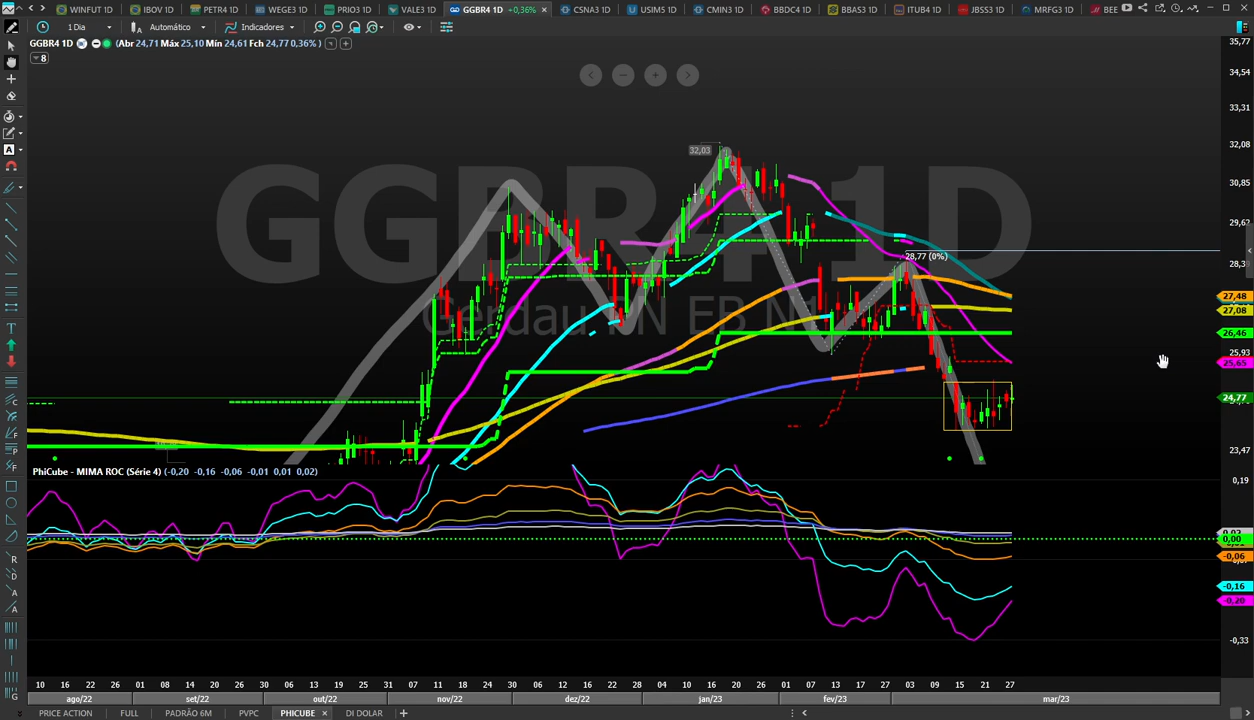 WINFUT 1D IBOV 1D PETR4 1D WEGE3 1D PRIO3 1D VALE3 1D GGBR4 1D +0,36% × CSNA3 1D USIM5 1D CMIN3 1D BBDC4 1D BBAS3 1D ITUB4 1D JBSS3 1D MRFG3 1D BEE
1 Dia Automático Indicadores
GGBR4 1D (Abr 24,71 Máx 25,10 Mín 24,61 Fch 24,77 0,36% )
8
35,77
34,54
33,31
32,03 32,08
30,85
GGBR4 1D
29,62
28,77 (0%)
28,3
27,48
Gerdau PN EB N1
27,08
26,46
25,93
25,65
24,77
23,47
PhiCube - MIMA ROC (Série 4) (-0,20 -0,16 -0,06 -0,01 0,01 0,02)
0,19
0,00
-0,06
-0,16
-0,20
-0,33
10 16 22 26 01 08 14 20 26 30 06 13 19 25 31 07 11 18 24 30 06 12 16 22 28 04 10 16 20 26 01 07 13 17 27 03 09 15 21 27
ago/22 set/22 out/22 nov/22 dez/22 jan/23 fev/23 mar/23
PRICE ACTION FULL PADRÃO 6M PVPC PHICUBE × DI DOLAR +